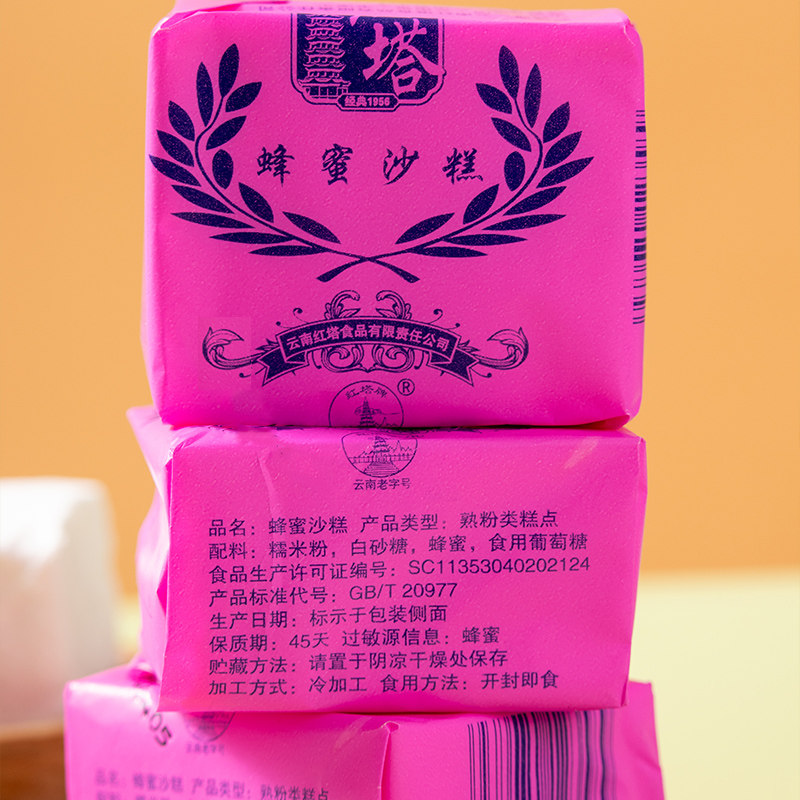 塔
经典1956
蜂蜜沙糕
云南红塔食品有限责任公司
红塔牌
®
云南老字号
品名：蜂蜜沙糕 产品类型：熟粉类糕点
配料：糯米粉，白砂糖，蜂蜜，食用葡萄糖
食品生产许可证编号：SC11353040202124
产品标准代号：GB/T 20977
生产日期：标示于包装侧面
保质期：45天 过敏源信息：蜂蜜
贮藏方法：请置于阴凉干燥处保存
加工方式：冷加工 食用方法：开封即食
05
云南老字号
品名：蜂蜜沙糕 产品类型：熟粉类糕点